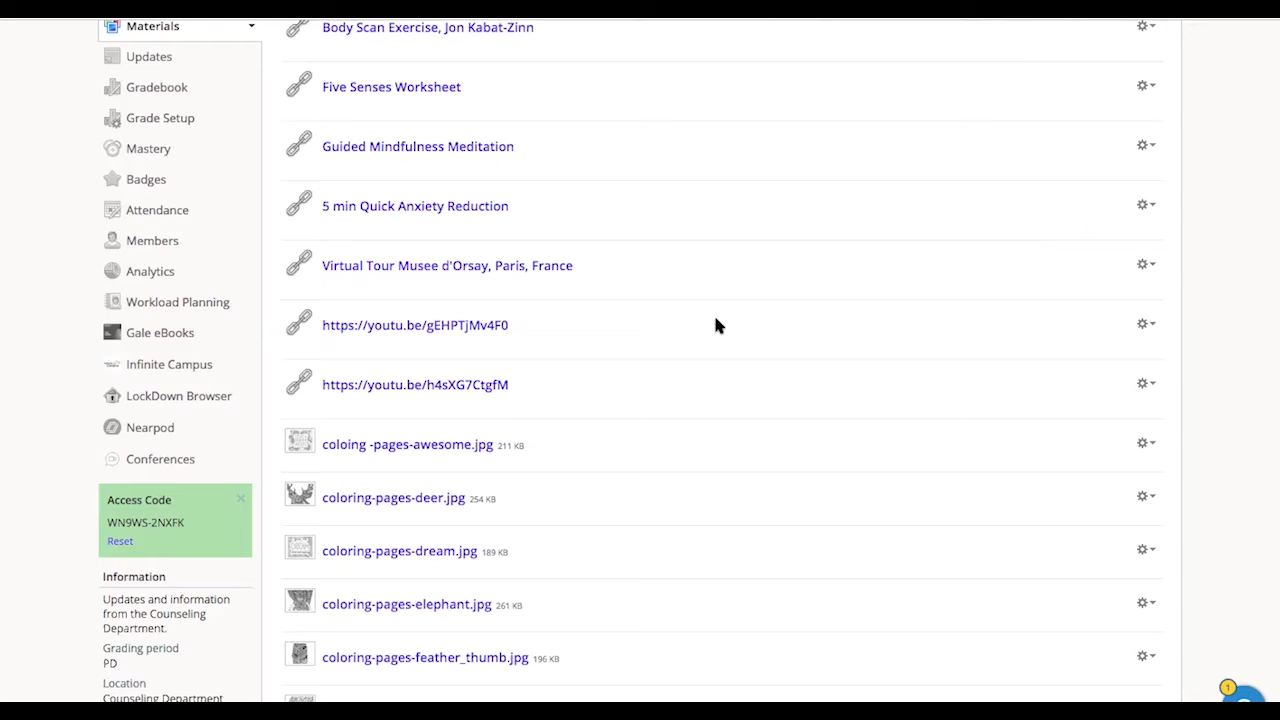 Materials
Updates
Gradebook
Grade Setup
Mastery
Badges
Attendance
Members
Analytics
Workload Planning
Gale eBooks
Infinite Campus
LockDown Browser
Nearpod
Conferences
Access Code
WN9WS-2NXFK
Reset
Information
Updates and information
from the Counseling
Department.
Grading period
PD
Location
Counseling Department
Body Scan Exercise, Jon Kabat-Zinn
Five Senses Worksheet
Guided Mindfulness Meditation
5 min Quick Anxiety Reduction
Virtual Tour Musee d'Orsay, Paris, France
https://youtu.be/gEHPTjMv4F0
https://youtu.be/h4sXG7CtgfM
coloing -pages-awesome.jpg 211 KB
coloring-pages-deer.jpg 254 KB
coloring-pages-dream.jpg 189 KB
coloring-pages-elephant.jpg 261 KB
coloring-pages-feather_thumb.jpg 196 KB
1